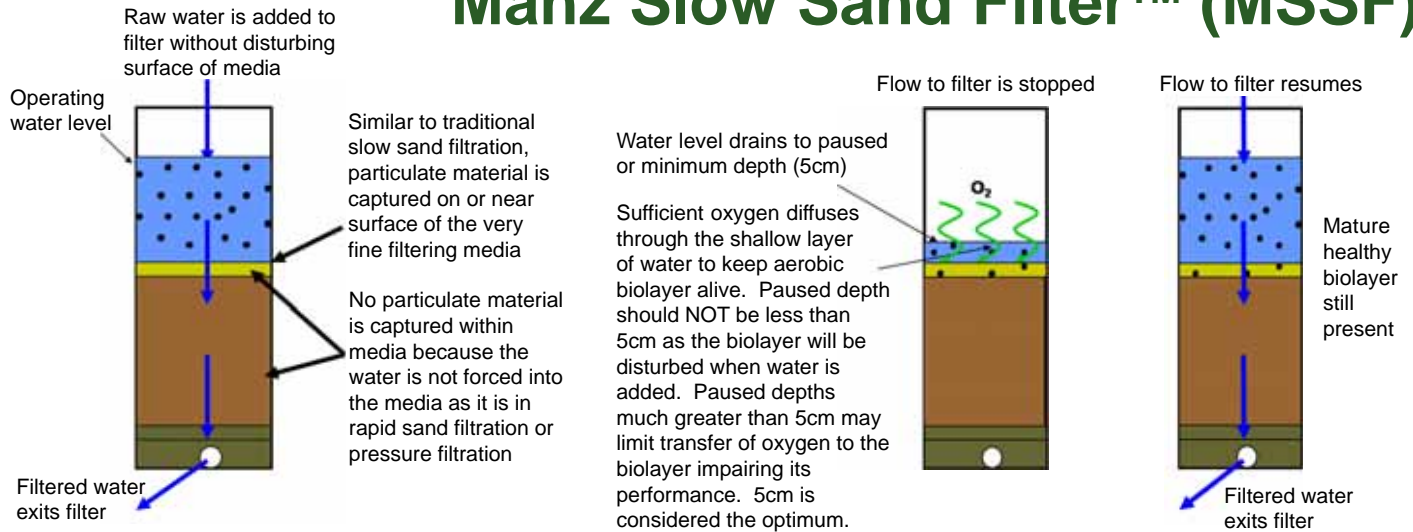 Manz Slow Sand Filter™ (MSSF)
Raw water is added to
filter without disturbing
surface of media
Operating
water level
Similar to traditional
slow sand filtration,
particulate material is
captured on or near
surface of the very
fine filtering media
No particulate material
is captured within
media because the
water is not forced into
the media as it is in
rapid sand filtration or
pressure filtration
Filtered water
exits filter
Flow to filter is stopped
Water level drains to paused
or minimum depth (5cm)
O₂
Sufficient oxygen diffuses
through the shallow layer
of water to keep aerobic
biolayer alive.  Paused depth
should NOT be less than
5cm as the biolayer will be
disturbed when water is
added.  Paused depths
much greater than 5cm may
limit transfer of oxygen to the
biolayer impairing its
performance.  5cm is
considered the optimum.
Flow to filter resumes
Mature
healthy
biolayer
still
present
Filtered water
exits filter